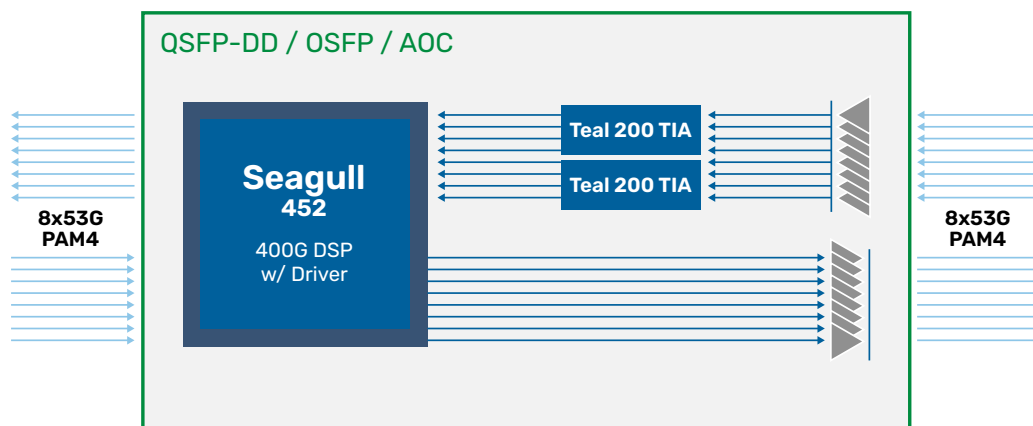 QSFP-DD / OSFP / AOC
Teal 200 TIA
Teal 200 TIA
Seagull
452
400G DSP
w/ Driver
8x53G
PAM4
8x53G
PAM4